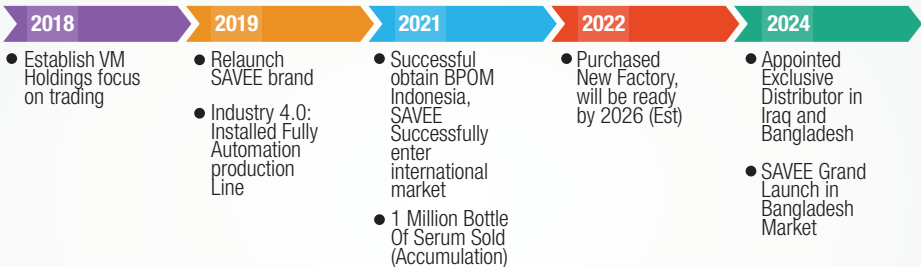 2018
Establish VM
Holdings focus
on trading
2019
Relaunch
SAVEE brand
Industry 4.0:
Installed Fully
Automation
production
Line
2021
Successful
obtain BPOM
Indonesia,
SAVEE
Successfully
enter
international
market
1 Million Bottle
Of Serum Sold
(Accumulation)
2022
Purchased
New Factory,
will be ready
by 2026 (Est)
2024
Appointed
Exclusive
Distributor in
Iraq and
Bangladesh
SAVEE Grand
Launch in
Bangladesh
Market